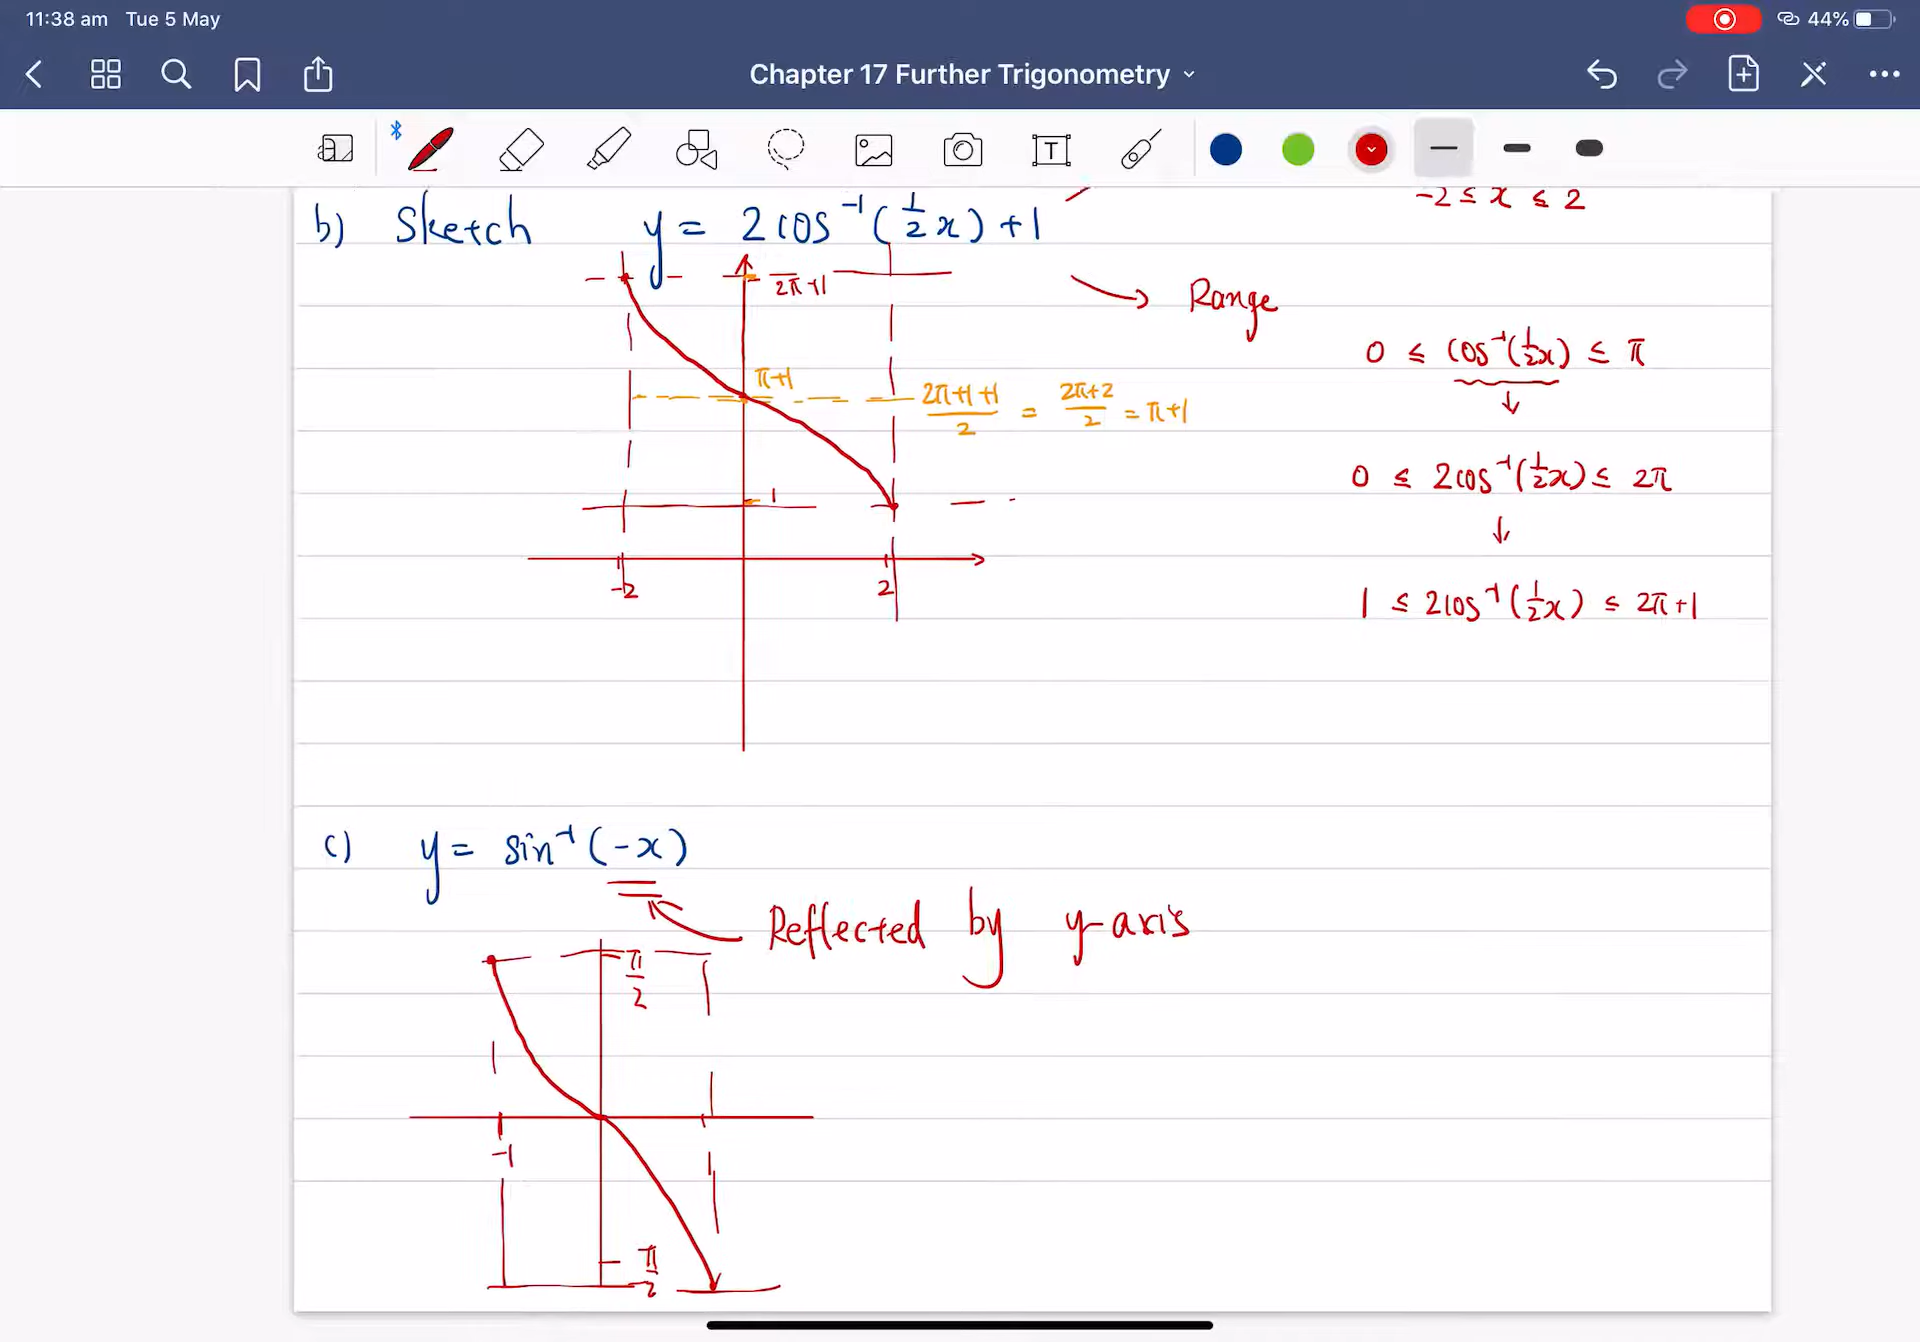 11:38 am Tue 5 May
44%
Chapter 17 Further Trigonometry
-2 ≤ x ≤ 2
b) Sketch y = 2cos⁻¹(½x)+1
2π+1
Range
0 ≤ cos⁻¹(½x) ≤ π
π+1
(2π+1+1)/2 = (2π+2)/2 = π+1
0 ≤ 2cos⁻¹(½x) ≤ 2π
1
-2 2
1 ≤ 2cos⁻¹(½x) ≤ 2π+1
c) y = sin⁻¹(-x)
Reflected by y-axis
π/2
-1 1
-π/2